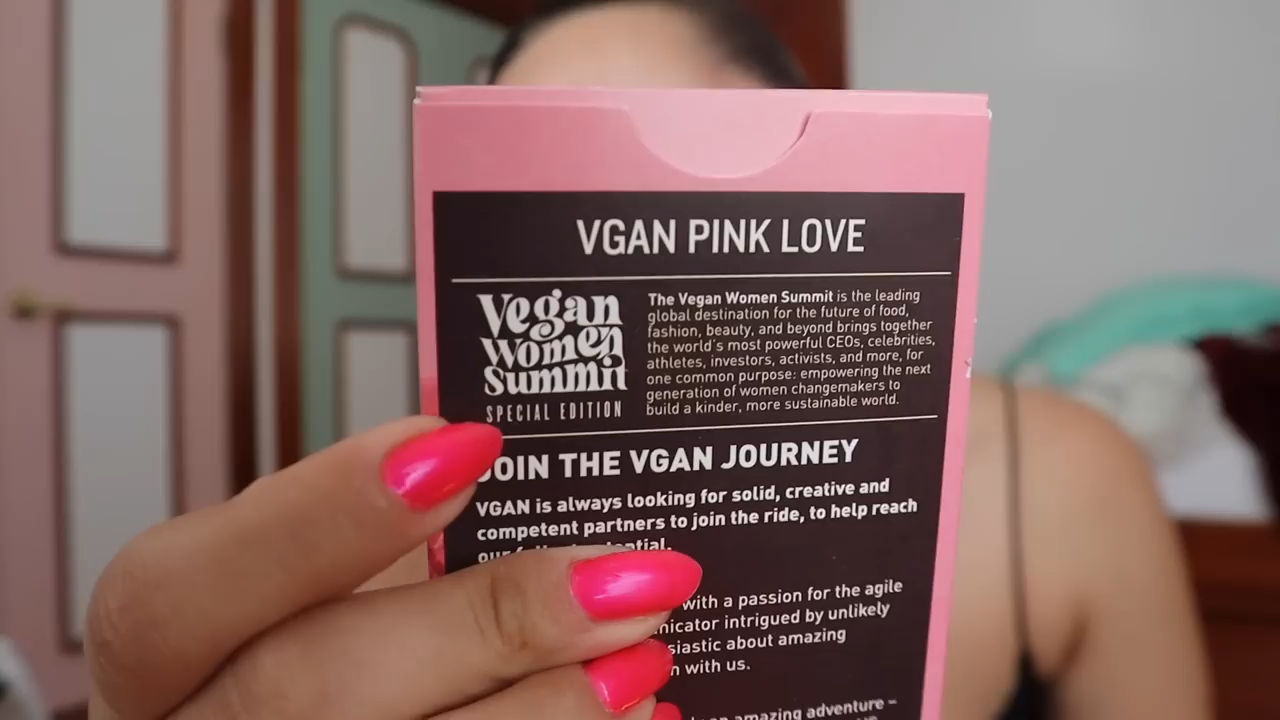 VGAN PINK LOVE
Vegan
Women
Summit
SPECIAL EDITION
The Vegan Women Summit is the leading
global destination for the future of food,
fashion, beauty, and beyond brings together
the world's most powerful CEOs, celebrities,
athletes, investors, activists, and more, for
one common purpose: empowering the next
generation of women changemakers to
build a kinder, more sustainable world.
JOIN THE VGAN JOURNEY
VGAN is always looking for solid, creative and
competent partners to join the ride, to help reach
our
with a passion for the agile
intrigued by unlikely
about amazing
with us.
amazing adventure –